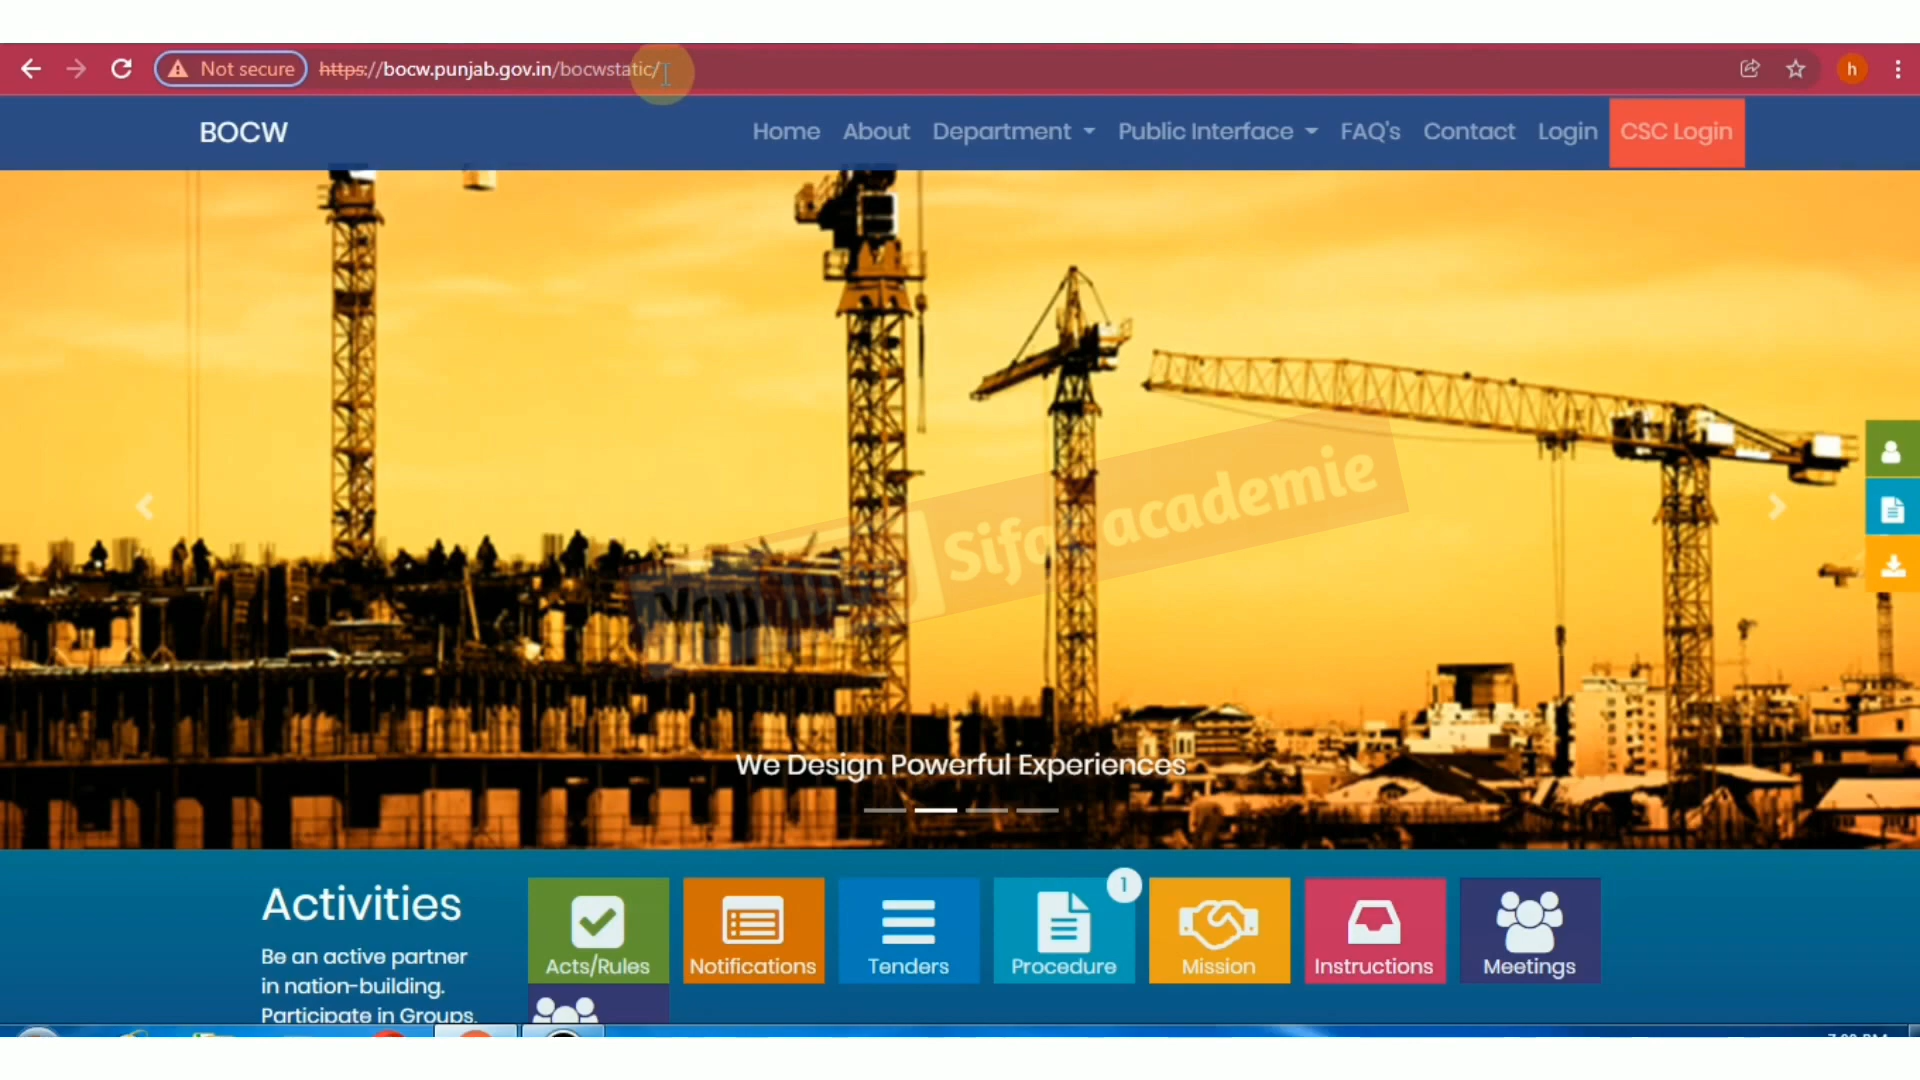 Not secure https://bocw.punjab.gov.in/bocwstatic/ h
BOCW Home About Department Public Interface FAQ's Contact Login CSC Login
academie
We Design Powerful Experiences
Activities
Be an active partner
in nation-building.
Participate in Groups,
1
Acts/Rules Notifications Tenders Procedure Mission Instructions Meetings